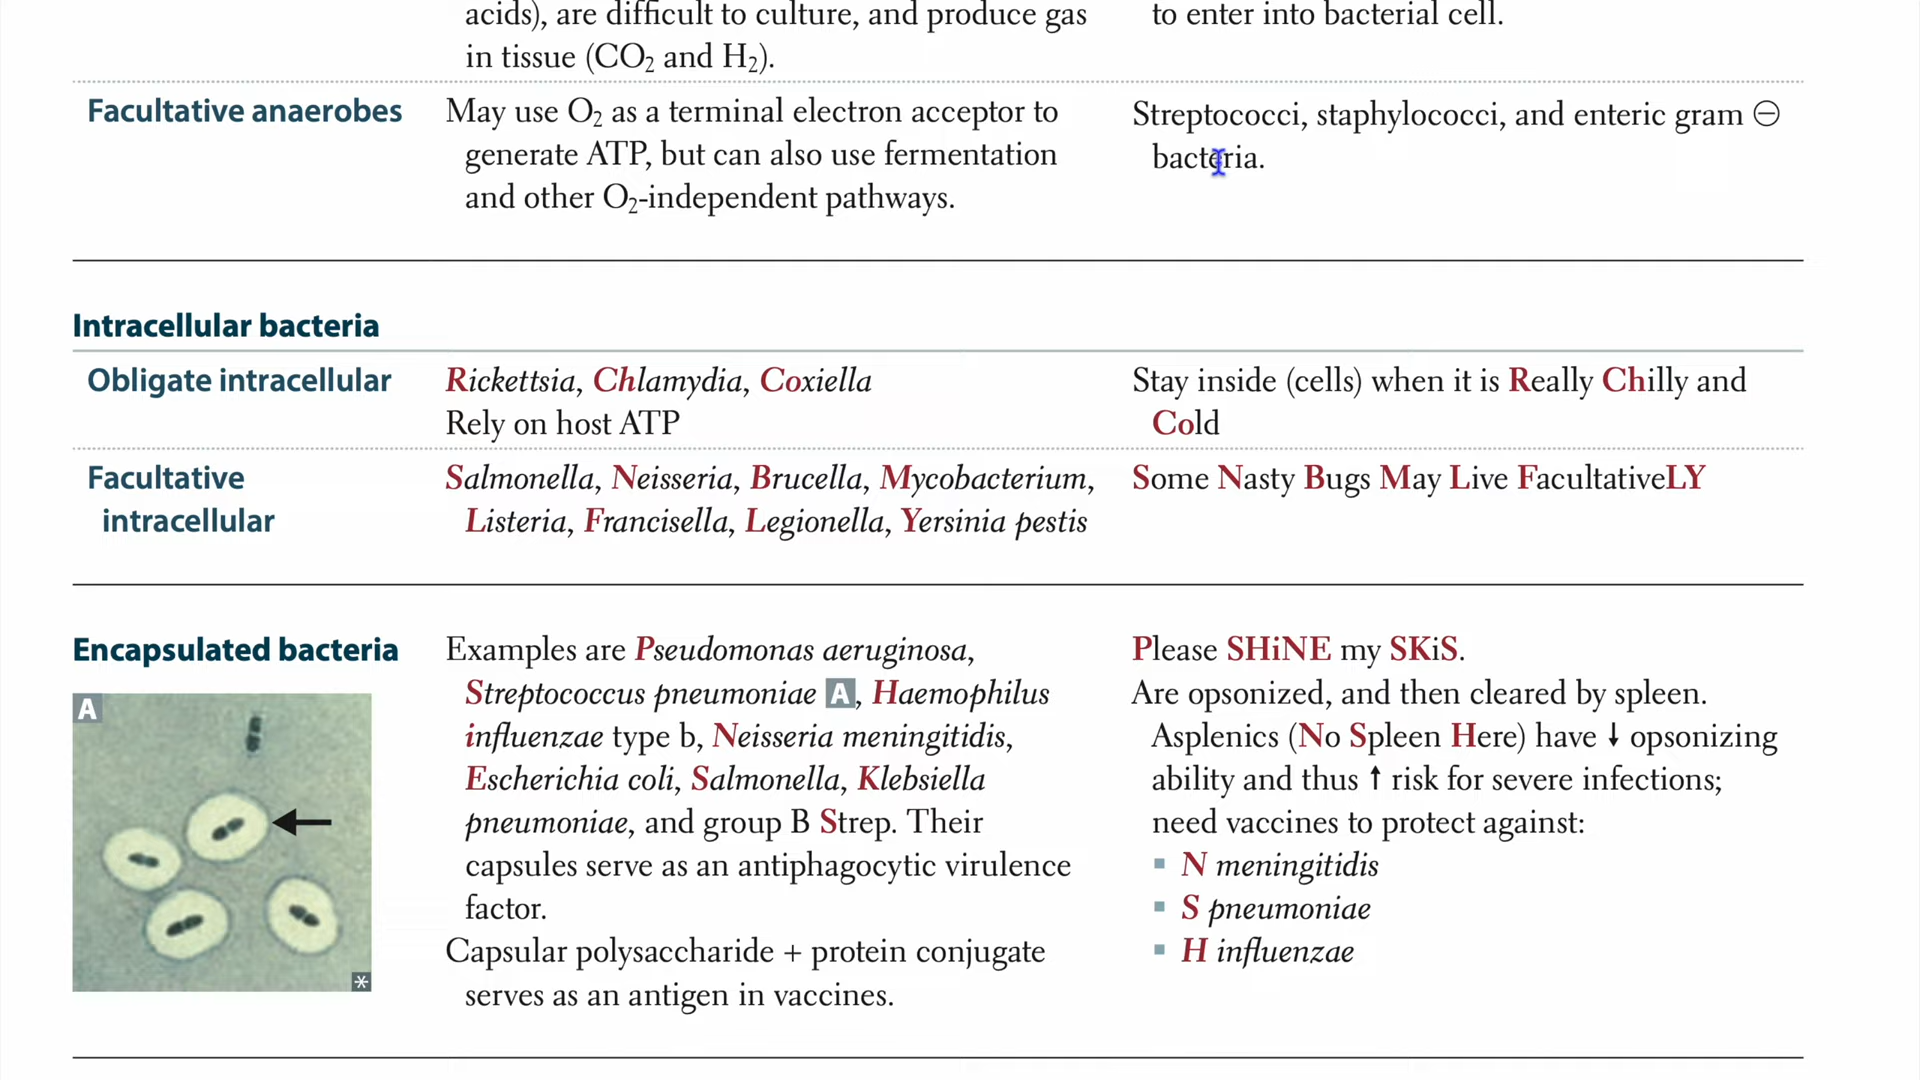 acids), are difficult to culture, and produce gas
in tissue (CO₂ and H₂).
to enter into bacterial cell.
Facultative anaerobes
May use O₂ as a terminal electron acceptor to
generate ATP, but can also use fermentation
and other O₂-independent pathways.
Streptococci, staphylococci, and enteric gram ⊖
bacteria.
Intracellular bacteria
Obligate intracellular
Rickettsia, Chlamydia, Coxiella
Rely on host ATP
Stay inside (cells) when it is Really Chilly and
Cold
Facultative
intracellular
Salmonella, Neisseria, Brucella, Mycobacterium,
Listeria, Francisella, Legionella, Yersinia pestis
Some Nasty Bugs May Live FacultativeLY
Encapsulated bacteria
A
*
Examples are Pseudomonas aeruginosa,
Streptococcus pneumoniae A, Haemophilus
influenzae type b, Neisseria meningitidis,
Escherichia coli, Salmonella, Klebsiella
pneumoniae, and group B Strep. Their
capsules serve as an antiphagocytic virulence
factor.
Capsular polysaccharide + protein conjugate
serves as an antigen in vaccines.
Please SHiNE my SKiS.
Are opsonized, and then cleared by spleen.
Asplenics (No Spleen Here) have ↓ opsonizing
ability and thus ↑ risk for severe infections;
need vaccines to protect against:
▪ N meningitidis
▪ S pneumoniae
▪ H influenzae